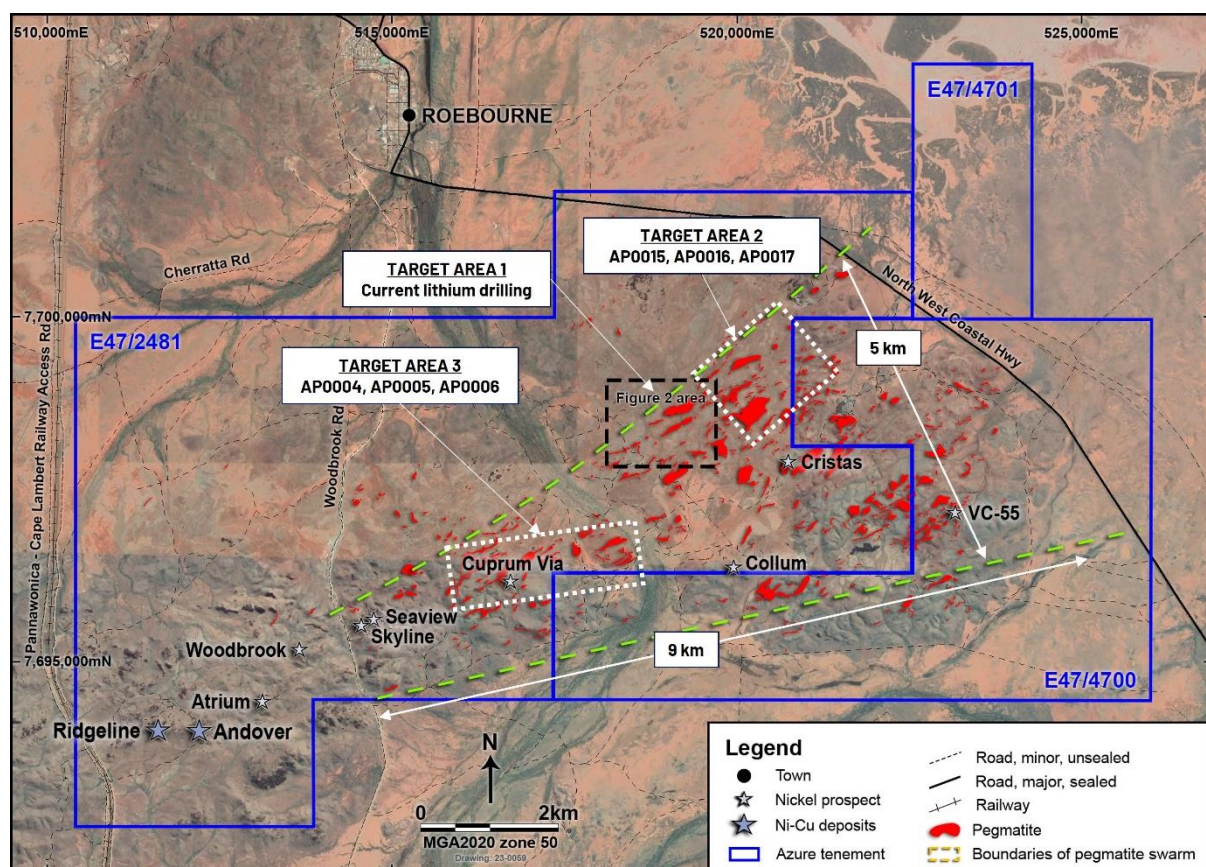 510,000mE
515,000mE
520,000mE
525,000mE
E47/4701
ROEBOURNE
TARGET AREA 2
AP0015, AP0016, AP0017
TARGET AREA 1
Current lithium drilling
Cherratta Rd
North West Coastal Hwy
7,700,000mN
E47/2481
5 km
TARGET AREA 3
AP0004, AP0005, AP0006
Figure 2 area
Pannawonica - Cape Lambert Railway Access Rd
Woodbrook Rd
Cristas
VC-55
Cuprum Via
Collum
Seaview
Skyline
Woodbrook
9 km
7,695,000mN
E47/4700
Atrium
Ridgeline
Andover
N
0 2km
MGA2020 zone 50
Drawing: 23-0059
Legend
Town
Nickel prospect
Ni-Cu deposits
Azure tenement
Road, minor, unsealed
Road, major, sealed
Railway
Pegmatite
Boundaries of pegmatite swarm